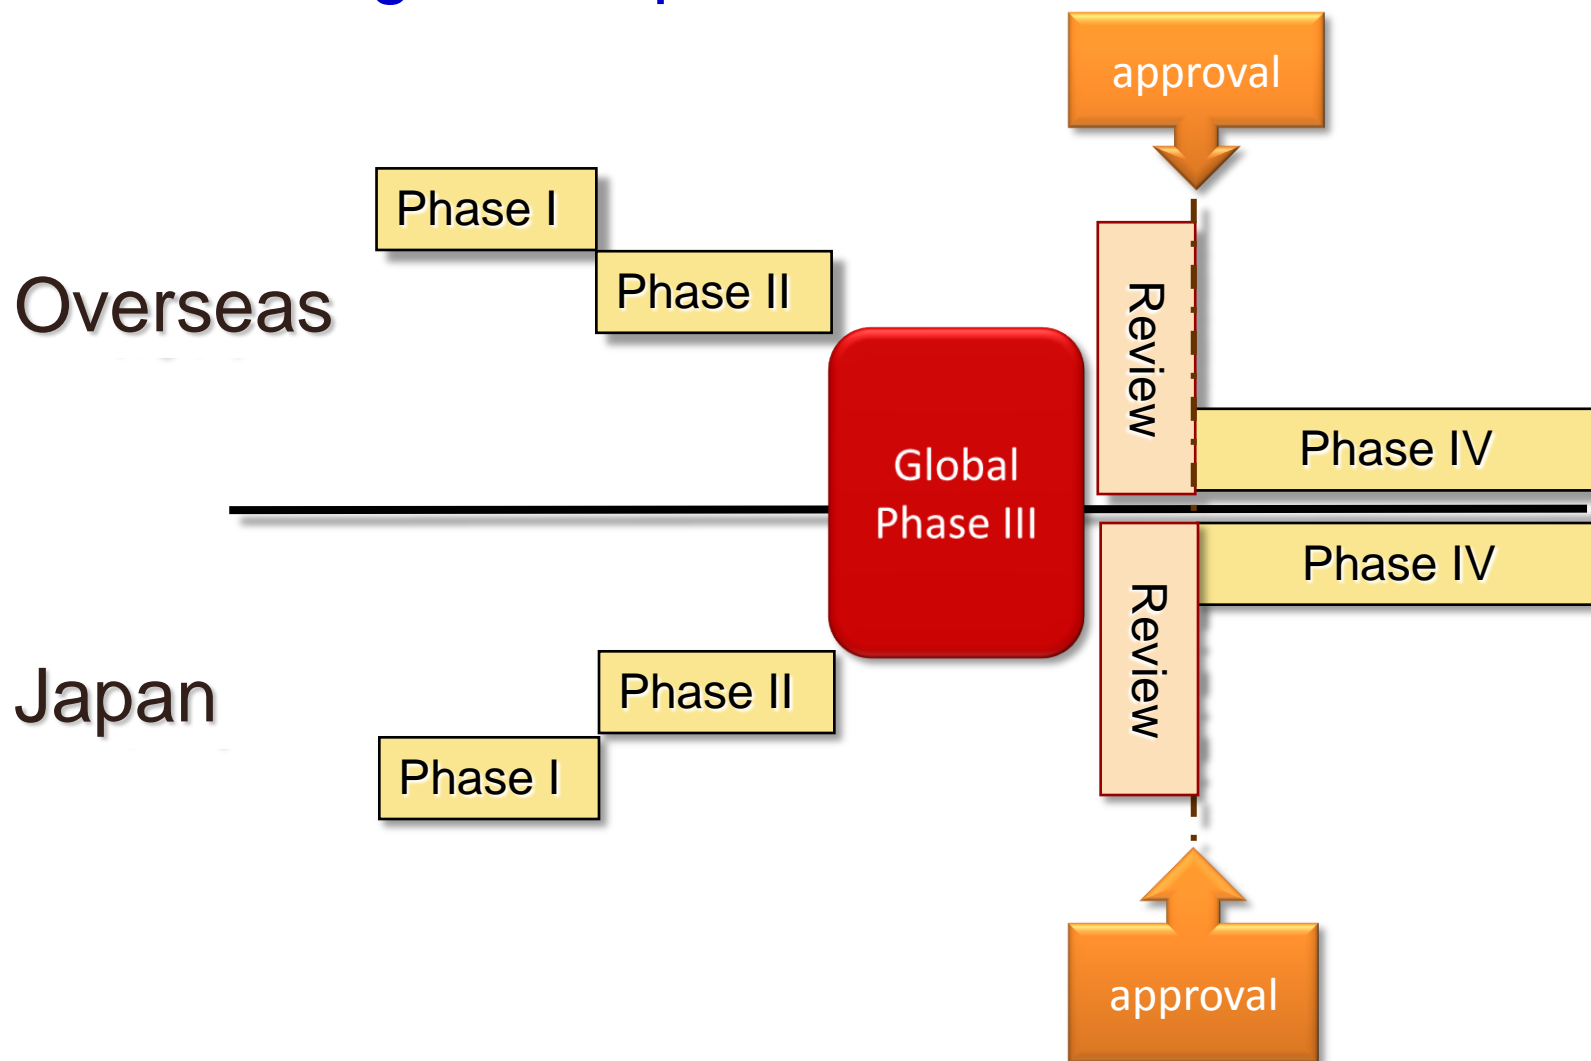 approval
Phase I
Phase II
Overseas
Review
Phase IV
Global
Phase III
Phase IV
Review
Phase II
Japan
Phase I
approval